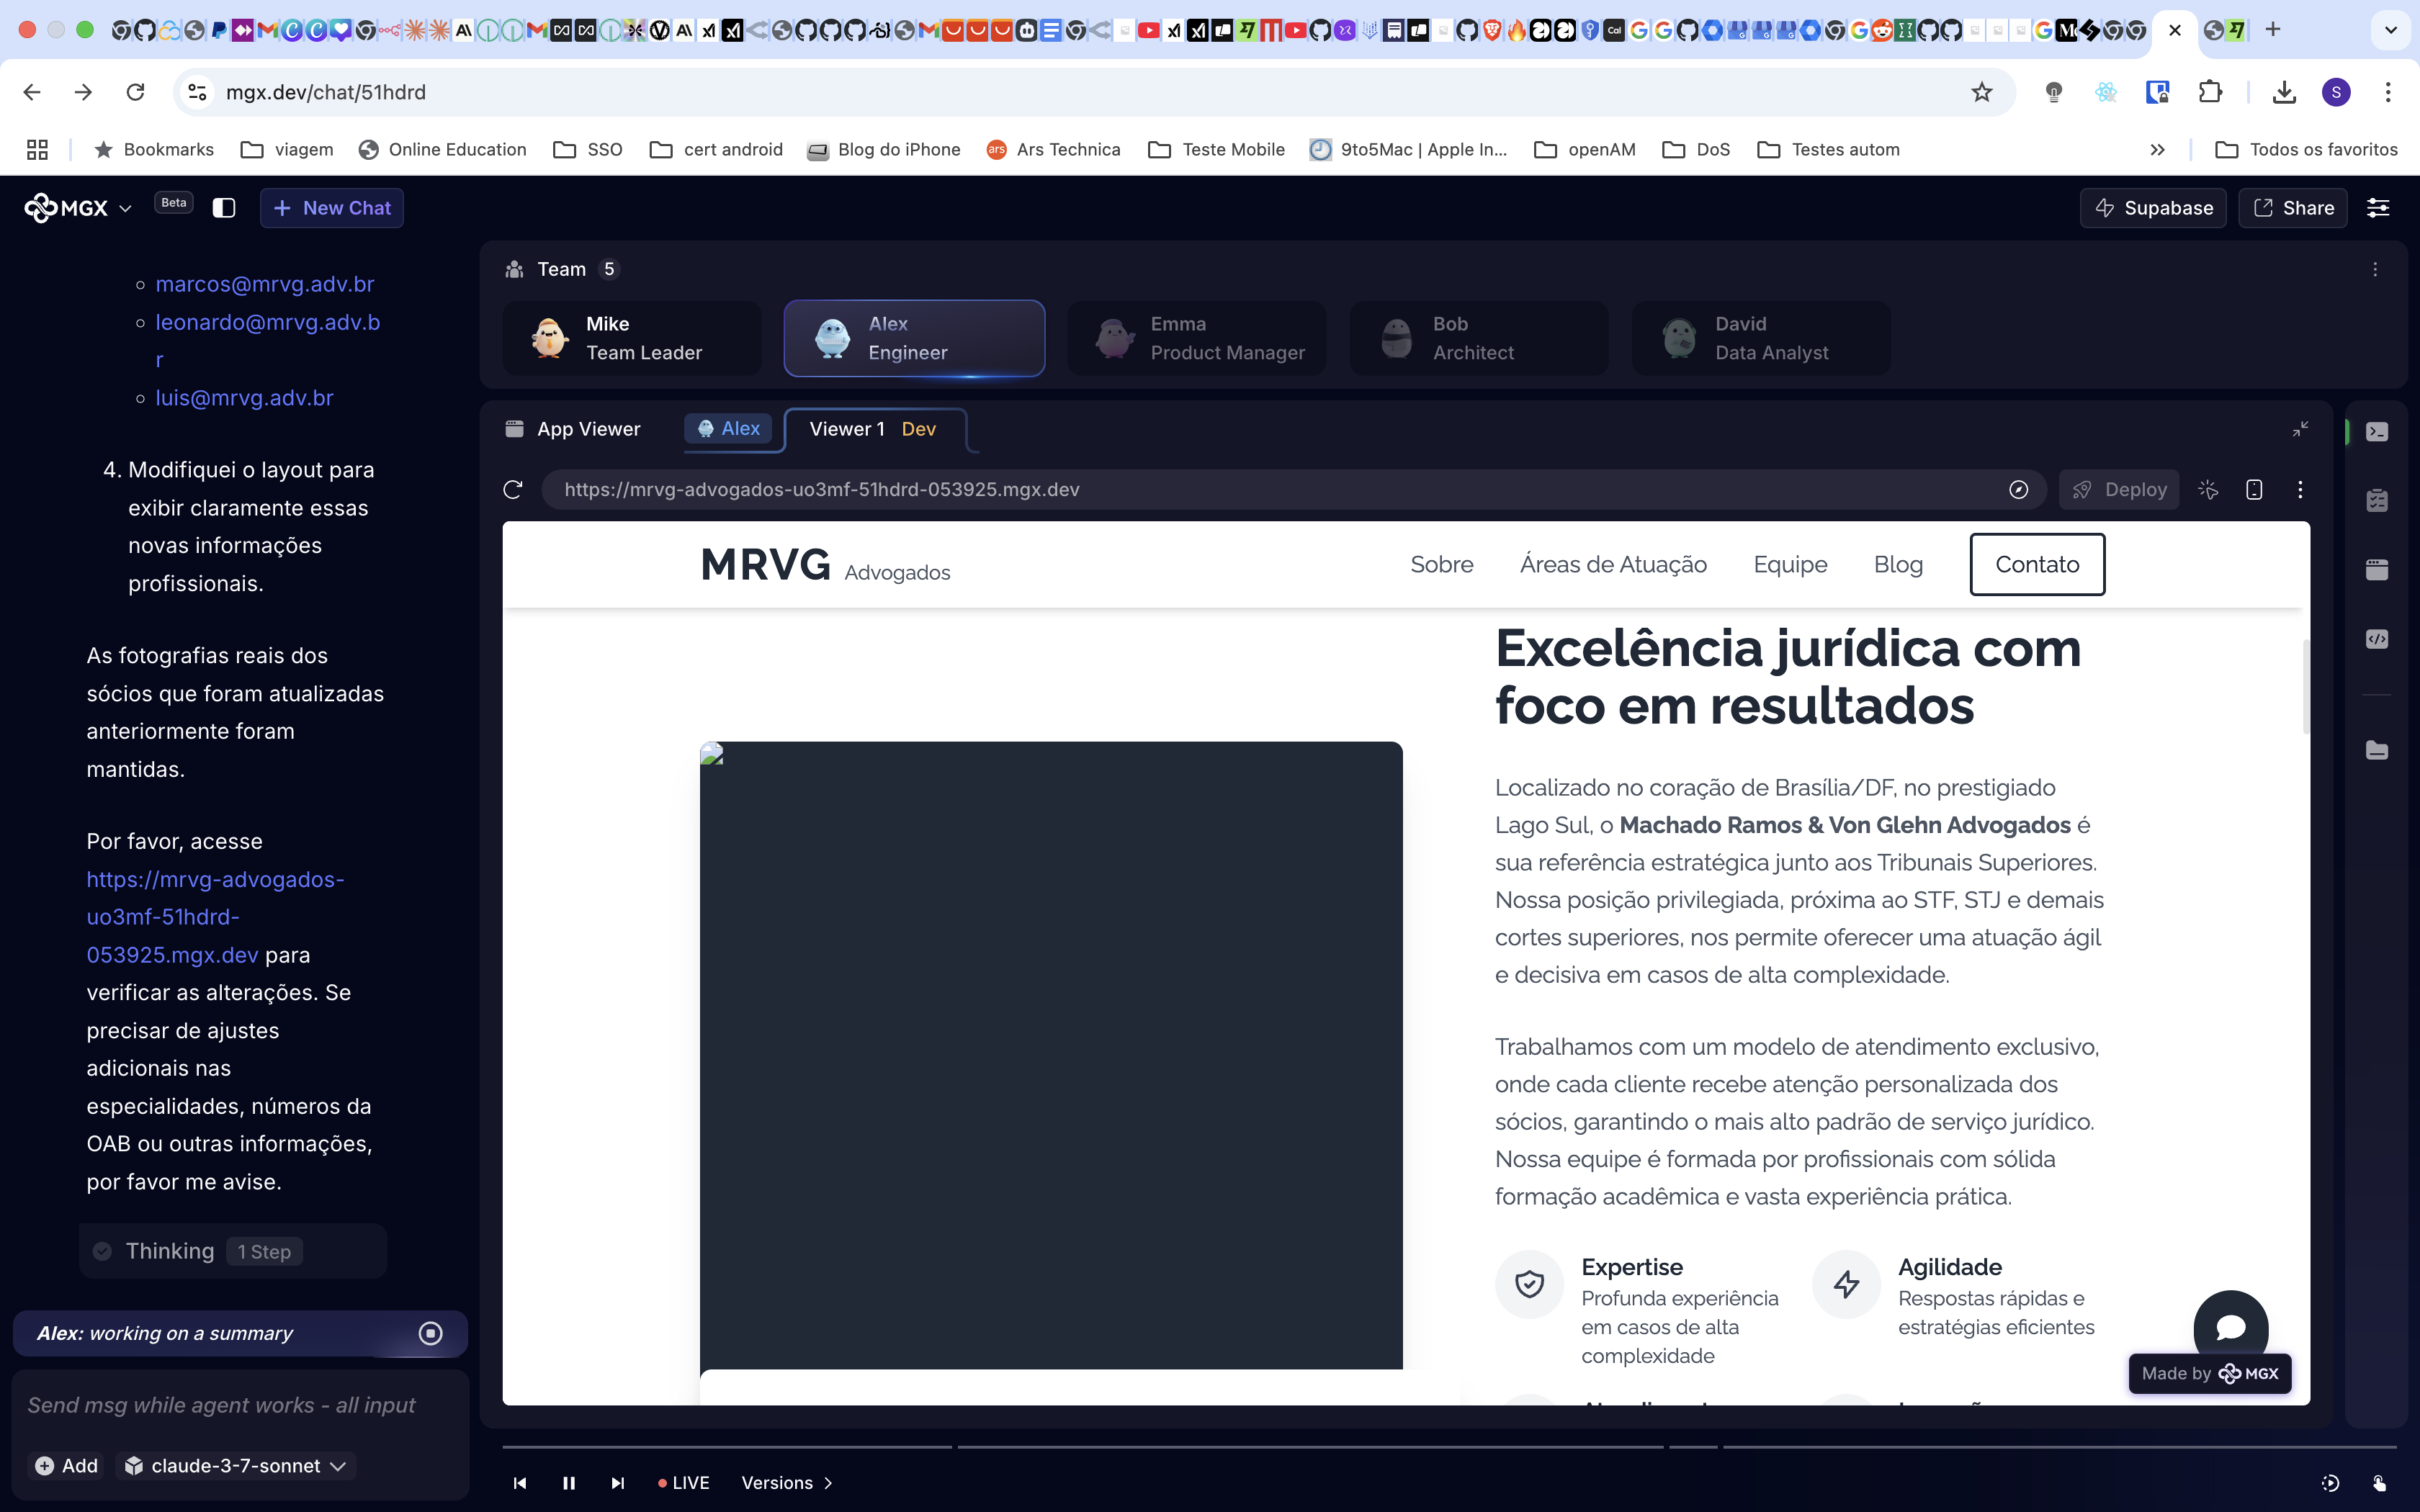 mgx.dev/chat/51hdrd
S
Bookmarks
viagem
Online Education
SSO
cert android
Blog do iPhone
Ars Technica
Teste Mobile
9to5Mac | Apple In...
openAM
DoS
Testes autom
Todos os favoritos
MGX
Beta
New Chat
Supabase
Share
marcos@mrvg.adv.br
leonardo@mrvg.adv.b
r
luis@mrvg.adv.br
4. Modifiquei o layout para
exibir claramente essas
novas informações
profissionais.
As fotografias reais dos
sócios que foram atualizadas
anteriormente foram
mantidas.
Por favor, acesse
https://mrvg-advogados-
uo3mf-51hdrd-
053925.mgx.dev para
verificar as alterações. Se
precisar de ajustes
adicionais nas
especialidades, números da
OAB ou outras informações,
por favor me avise.
Thinking 1 Step
Alex: working on a summary
Send msg while agent works - all input
Add
claude-3-7-sonnet
Team 5
Mike
Team Leader
Alex
Engineer
Emma
Product Manager
Bob
Architect
David
Data Analyst
App Viewer
Alex
Viewer 1 Dev
https://mrvg-advogados-uo3mf-51hdrd-053925.mgx.dev
Deploy
MRVG Advogados
Sobre
Áreas de Atuação
Equipe
Blog
Contato
Excelência jurídica com
foco em resultados
Localizado no coração de Brasília/DF, no prestigiado
Lago Sul, o Machado Ramos & Von Glehn Advogados é
sua referência estratégica junto aos Tribunais Superiores.
Nossa posição privilegiada, próxima ao STF, STJ e demais
cortes superiores, nos permite oferecer uma atuação ágil
e decisiva em casos de alta complexidade.
Trabalhamos com um modelo de atendimento exclusivo,
onde cada cliente recebe atenção personalizada dos
sócios, garantindo o mais alto padrão de serviço jurídico.
Nossa equipe é formada por profissionais com sólida
formação acadêmica e vasta experiência prática.
Expertise
Profunda experiência
em casos de alta
complexidade
Agilidade
Respostas rápidas e
estratégias eficientes
Made by MGX
LIVE
Versions